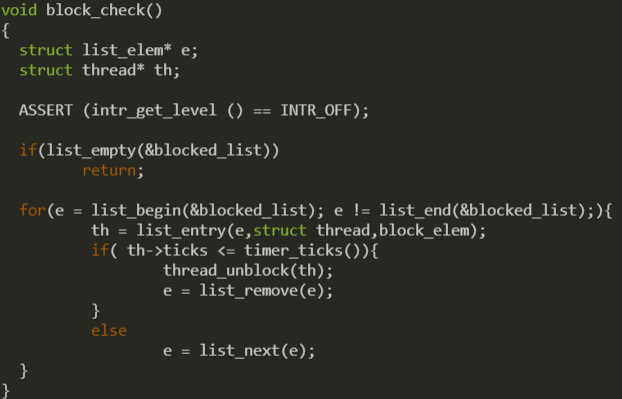 void block_check()
{
  struct list_elem* e;
  struct thread* th;

  ASSERT (intr_get_level () == INTR_OFF);

  if(list_empty(&blocked_list))
        return;

  for(e = list_begin(&blocked_list); e != list_end(&blocked_list);){
        th = list_entry(e,struct thread,block_elem);
        if( th->ticks <= timer_ticks()){
                thread_unblock(th);
                e = list_remove(e);
        }
        else
                e = list_next(e);
  }
}